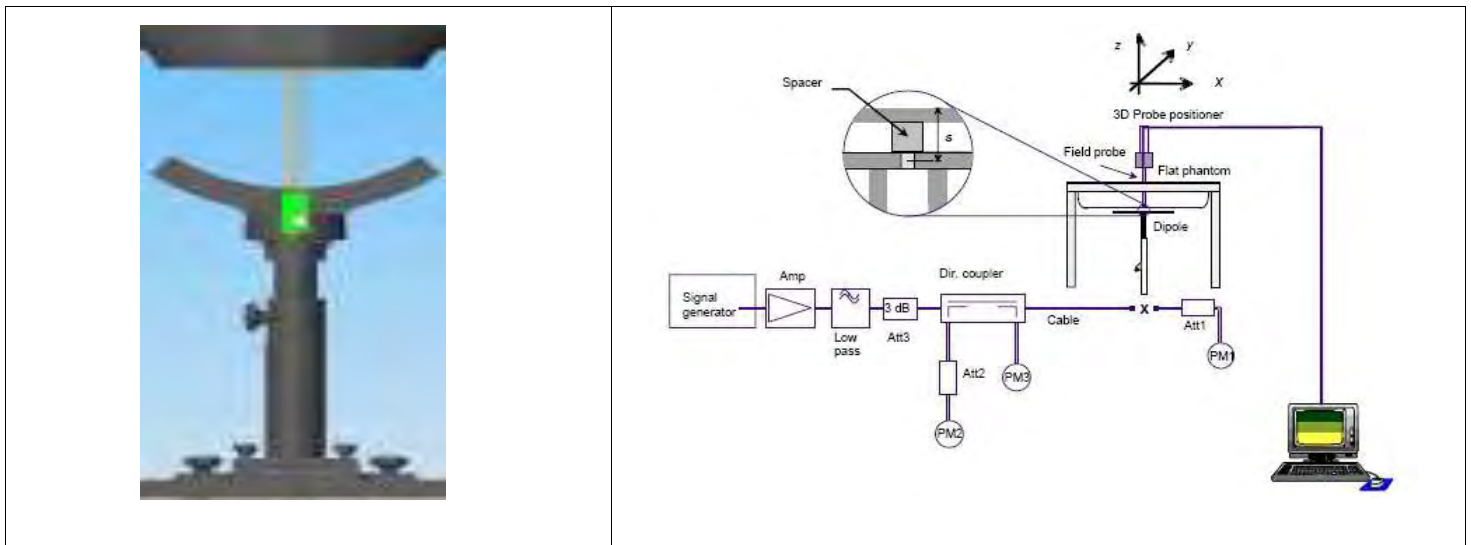 z
y
X
Spacer
s
3D Probe positioner
Field probe
Flat phantom
Dipole
Signal
generator
Amp
Low
pass
3 dB
Att3
Dir. coupler
Att2
PM2
PM3
Cable
X
Att1
PM1